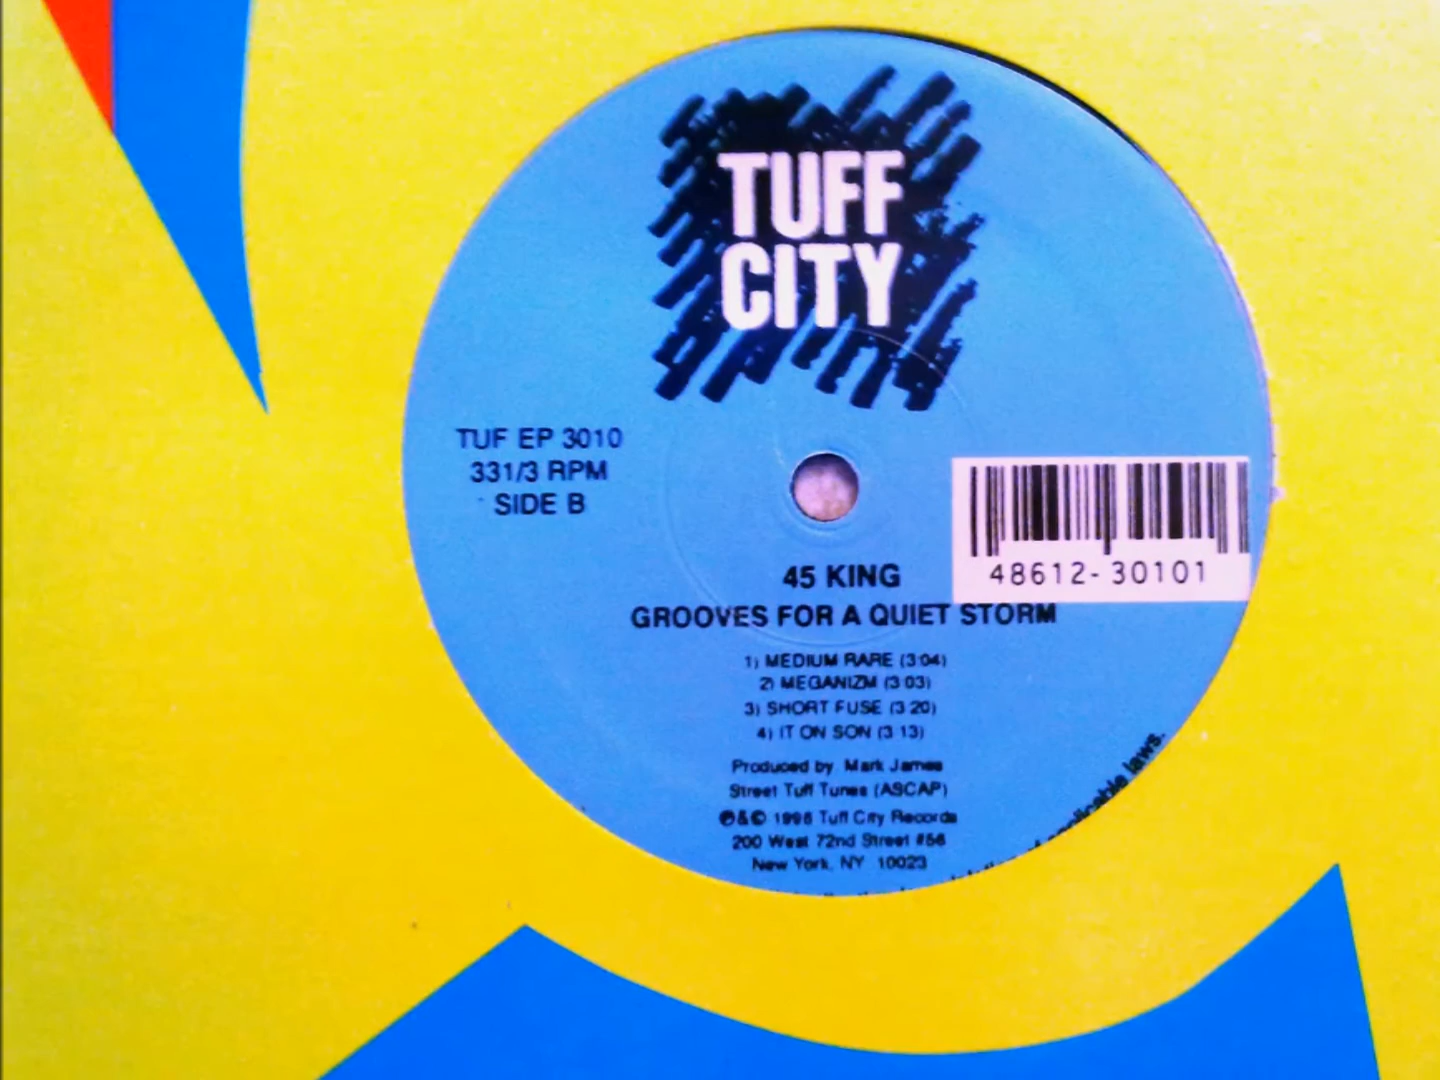 TUFF
CITY
TUF EP 3010
331/3 RPM
SIDE B
48612-30101
45 KING
GROOVES FOR A QUIET STORM
1) MEDIUM RARE (3:04)
2) MEGANIZM (3 03)
3) SHORT FUSE (3 20)
4) IT ON SON (3 13)
Produced by Mark James
Street Tuff Tunes (ASCAP)
℗&© 1996 Tuff City Records
200 West 72nd Street #56
New York, NY 10023
of applicable laws.